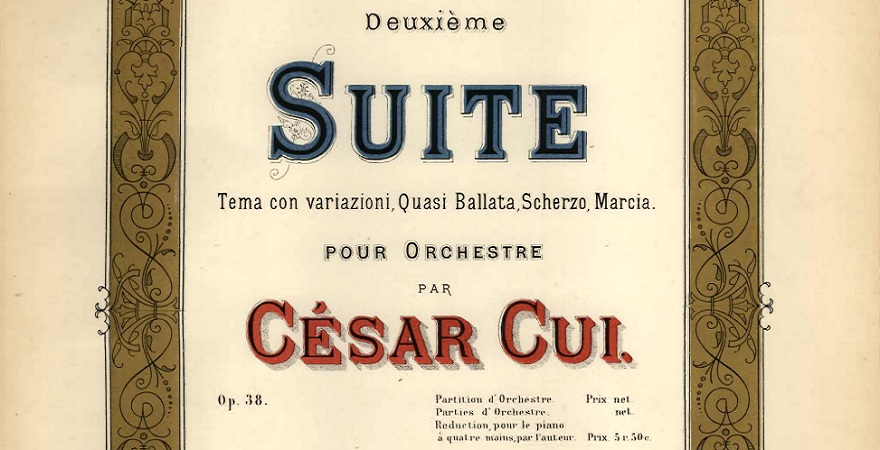 Deuxième
SUITE
Tema con variazioni, Quasi Ballata, Scherzo, Marcia.
POUR ORCHESTRE
PAR
CÉSAR CUI.
Op. 38.
Partition d'Orchestre. Prix net.
Parties d'Orchestre. net.
Reduction, pour le piano
à quatre mains, par l'auteur. Prix. 5 r. 50 c.